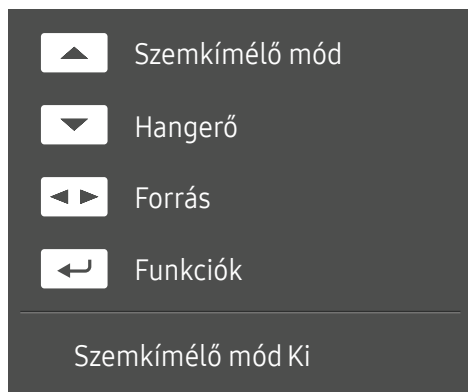 Szemkímélő mód
Hangerő
Forrás
Funkciók
Szemkímélő mód Ki